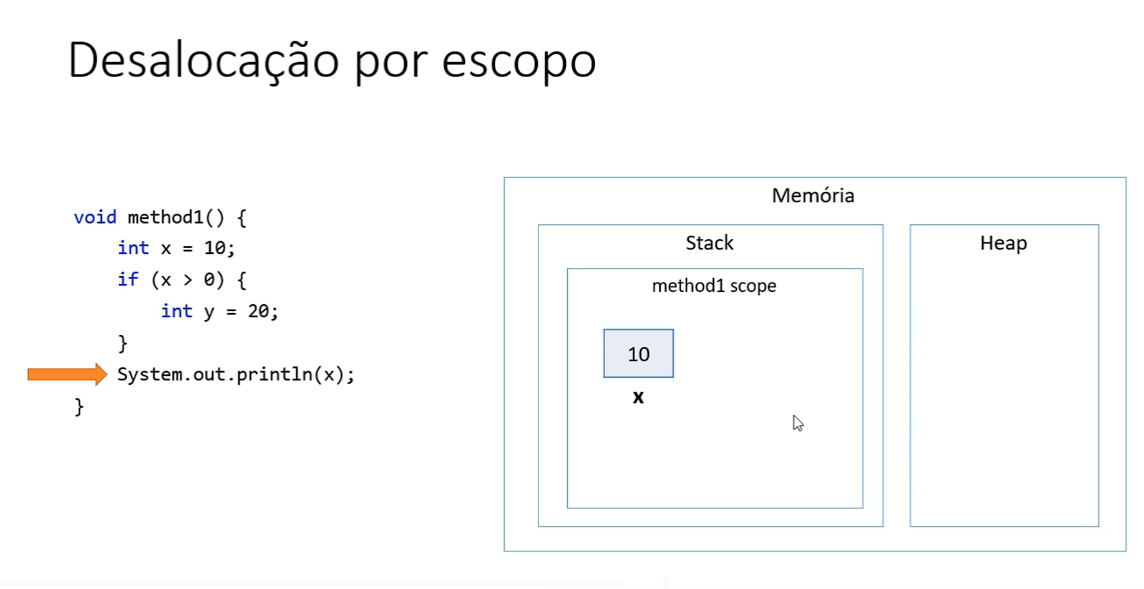 Desalocação por escopo
void method1() {
int x = 10;
if (x > 0) {
int y = 20;
}
System.out.println(x);
}
Memória
Stack
Heap
method1 scope
10
x